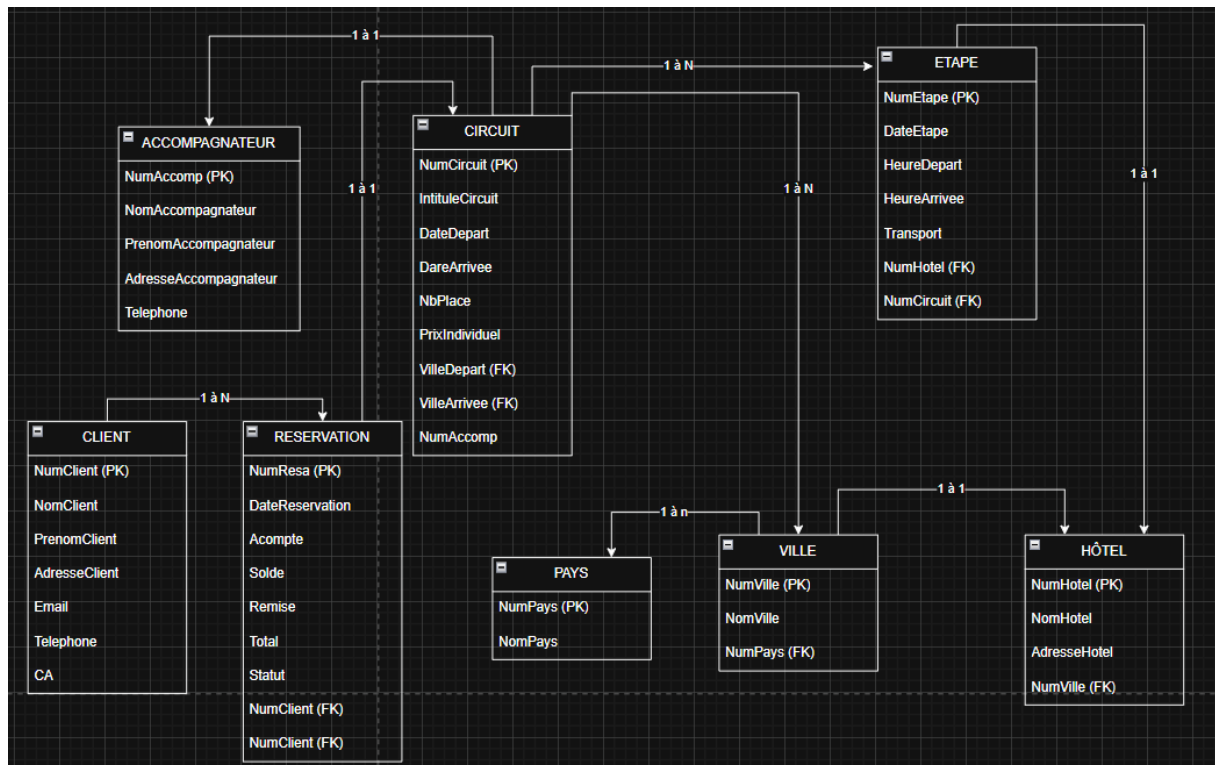 1 à 1
1 à N
ETAPE
NumEtape (PK)
DateEtape
HeureDepart
HeureArrivee
Transport
NumHotel (FK)
NumCircuit (FK)
1 à 1
ACCOMPAGNATEUR
NumAccomp (PK)
NomAccompagnateur
PrenomAccompagnateur
AdresseAccompagnateur
Telephone
1 à 1
CIRCUIT
NumCircuit (PK)
IntituleCircuit
DateDepart
DareArrivee
NbPlace
PrixIndividuel
VilleDepart (FK)
VilleArrivee (FK)
NumAccomp
1 à N
1 à N
CLIENT
NumClient (PK)
NomClient
PrenomClient
AdresseClient
Email
Telephone
CA
RESERVATION
NumResa (PK)
DateReservation
Acompte
Solde
Remise
Total
Statut
NumClient (FK)
NumClient (FK)
1 à n
1 à 1
PAYS
NumPays (PK)
NomPays
VILLE
NumVille (PK)
NomVille
NumPays (FK)
HÔTEL
NumHotel (PK)
NomHotel
AdresseHotel
NumVille (FK)